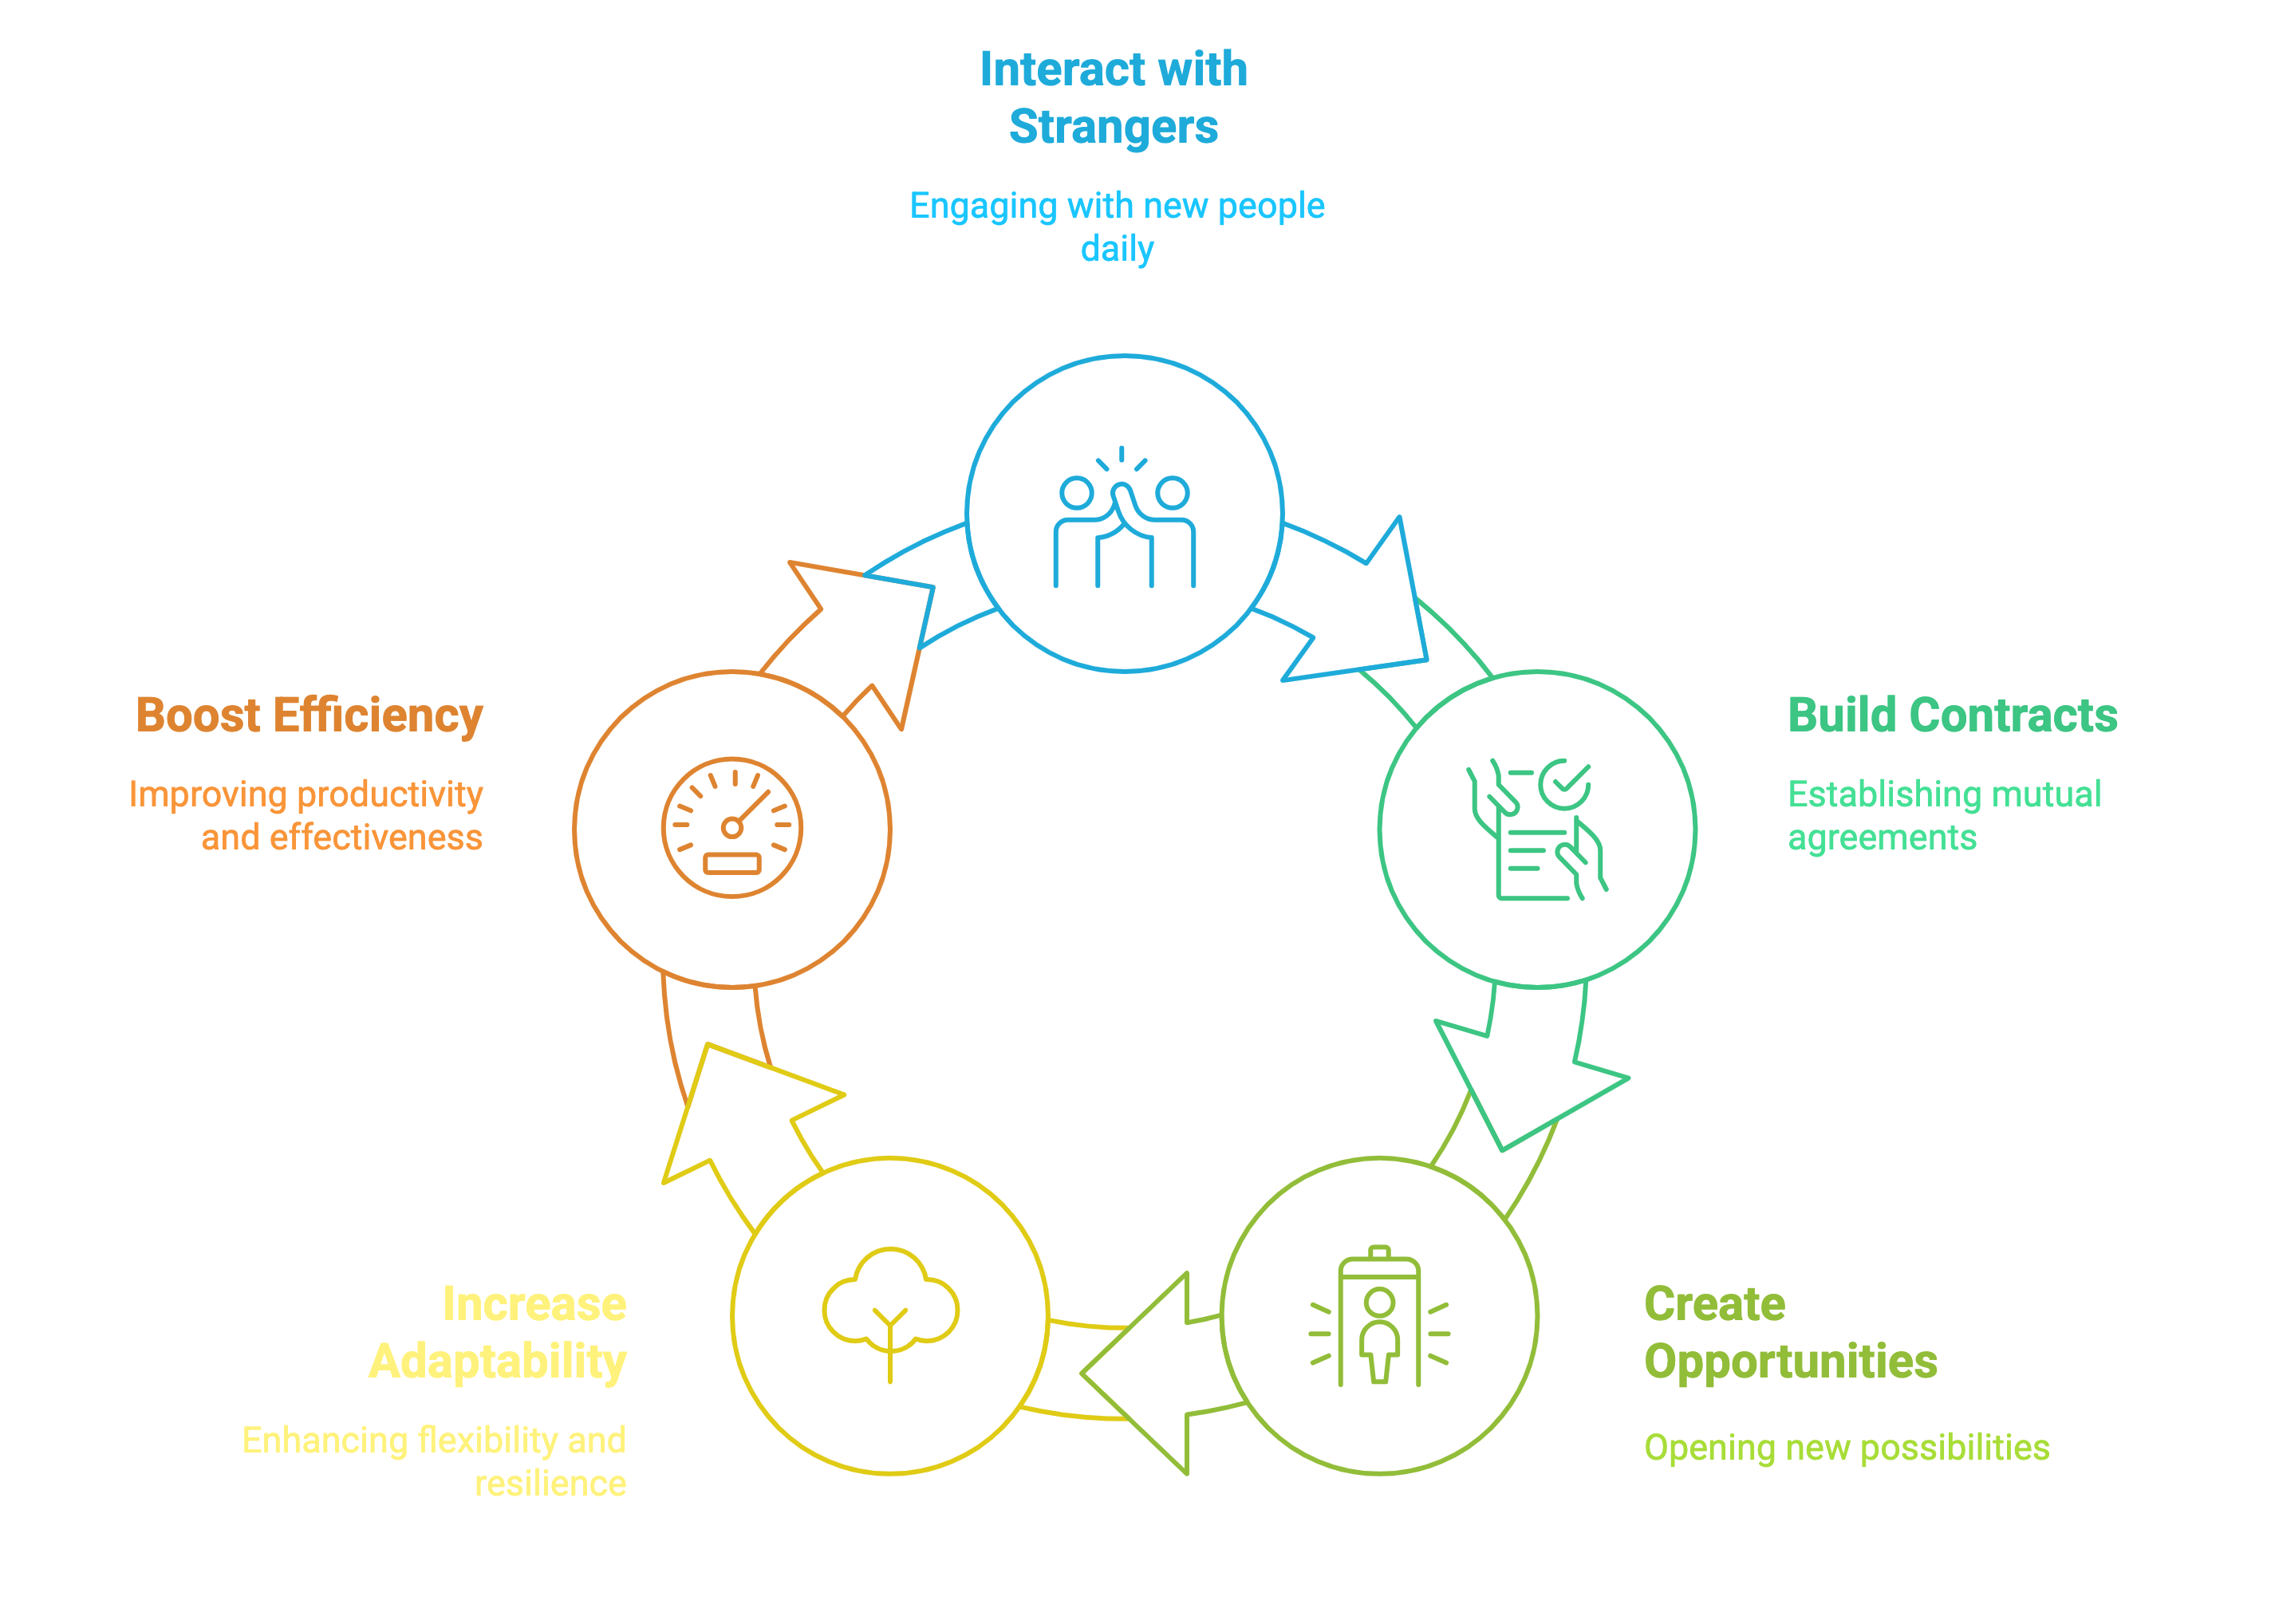 Interact with
Strangers
Engaging with new people
daily
Build Contracts
Establishing mutual
agreements
Create
Opportunities
Opening new possibilities
Increase
Adaptability
Enhancing flexibility and
resilience
Boost Efficiency
Improving productivity
and effectiveness